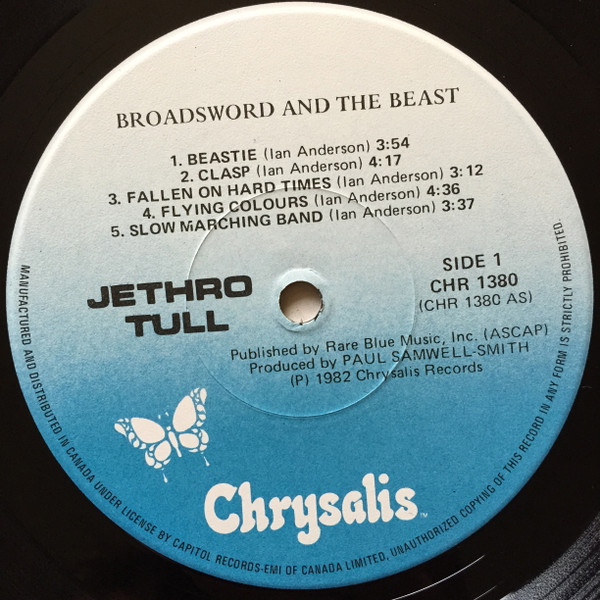 BROADSWORD AND THE BEAST
1. BEASTIE (Ian Anderson) 3:54
2. CLASP (Ian Anderson) 4:17
3. FALLEN ON HARD TIMES (Ian Anderson) 3:12
4. FLYING COLOURS (Ian Anderson) 4:36
5. SLOW MARCHING BAND (Ian Anderson) 3:37
JETHRO
TULL
SIDE 1
CHR 1380
(CHR 1380 AS)
Published by Rare Blue Music, Inc. (ASCAP)
Produced by PAUL SAMWELL-SMITH
(P) 1982 Chrysalis Records
Chrysalis™
MANUFACTURED AND DISTRIBUTED IN CANADA UNDER LICENSE BY CAPITOL RECORDS-EMI OF CANADA LIMITED, UNAUTHORIZED COPYING OF THIS RECORD IN ANY FORM IS STRICTLY PROHIBITED.